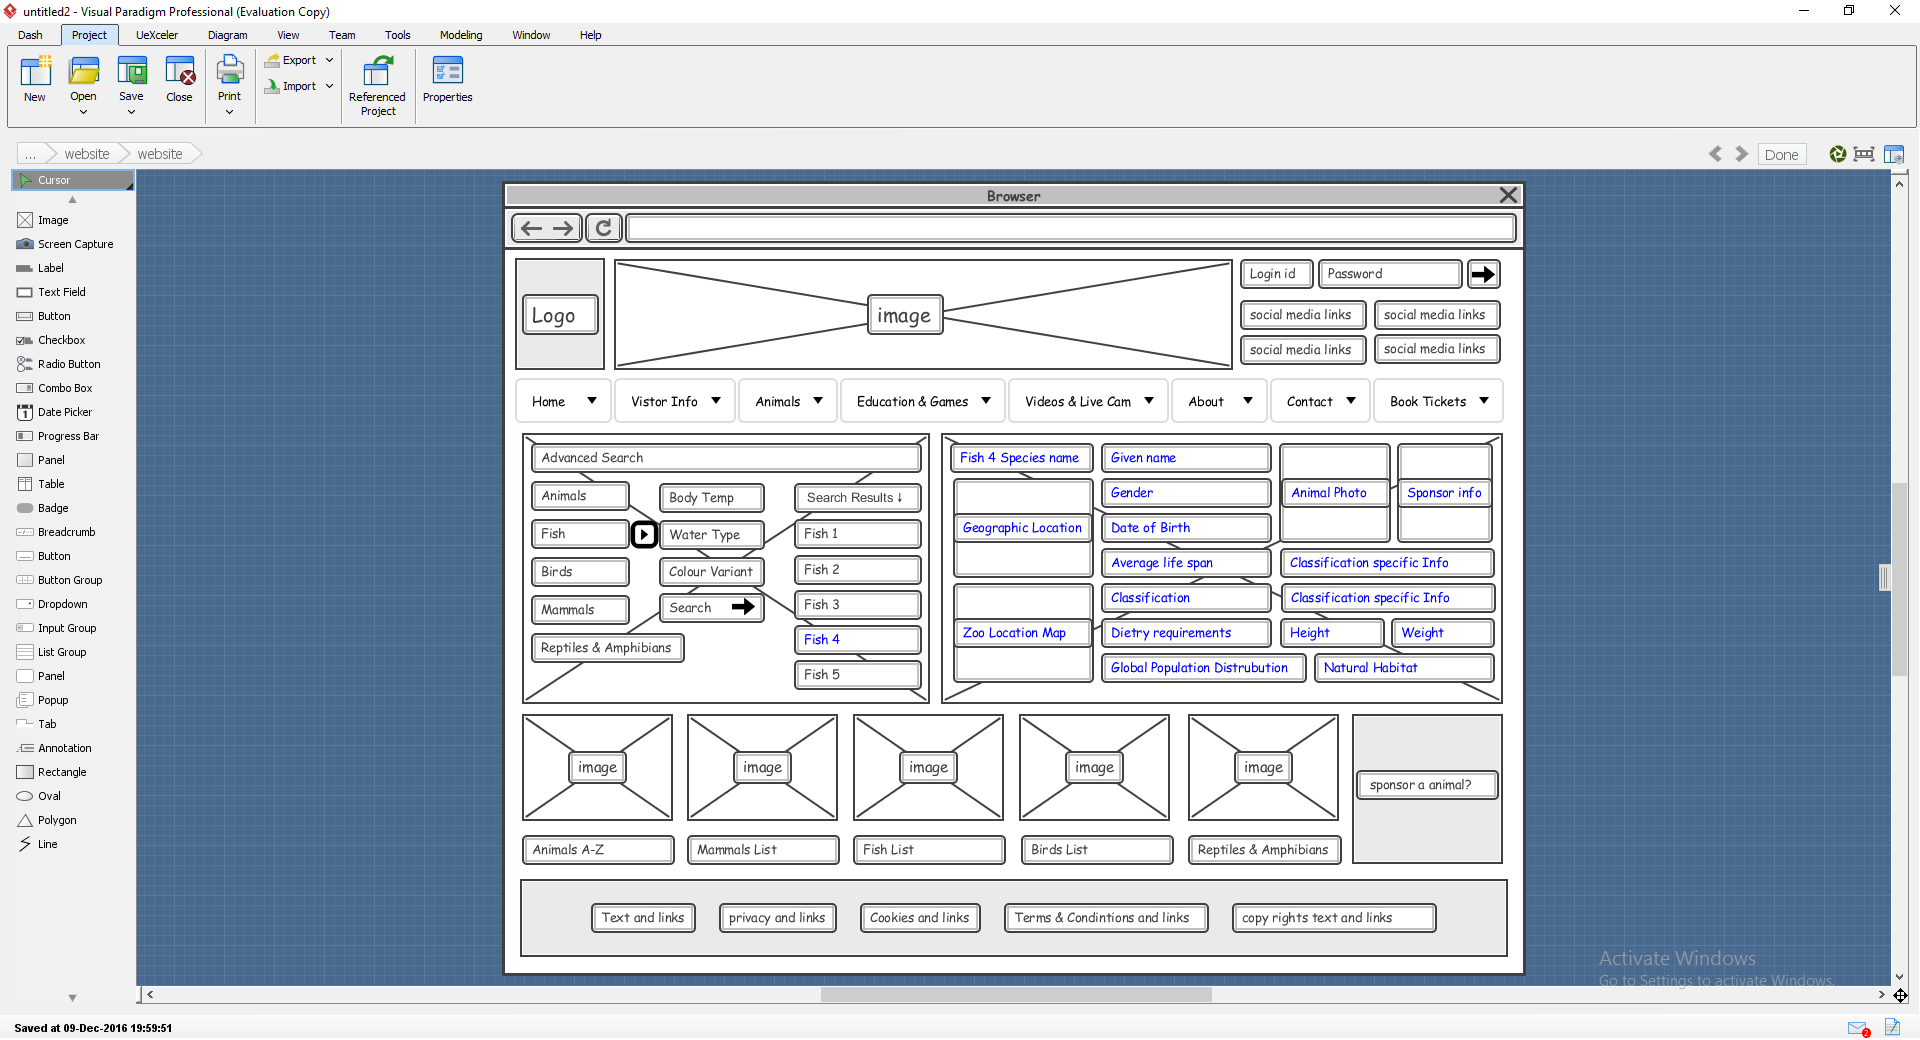 untitled2 - Visual Paradigm Professional (Evaluation Copy)
Dash Project UeXceler Diagram View Team Tools Modeling Window Help
New Open Save Close Print Export Import Referenced Project Properties
... website website Done
Cursor
Image
Screen Capture
Label
Text Field
Button
Checkbox
Radio Button
Combo Box
Date Picker
Progress Bar
Panel
Table
Badge
Breadcrumb
Button
Button Group
Dropdown
Input Group
List Group
Panel
Popup
Tab
Annotation
Rectangle
Oval
Polygon
Line
Browser
Logo
image
Login id Password
social media links social media links
social media links social media links
Home Vistor Info Animals Education & Games Videos & Live Cam About Contact Book Tickets
Advanced Search
Animals Body Temp Search Results ↓
Fish Water Type Fish 1
Birds Colour Variant Fish 2
Mammals Search Fish 3
Reptiles & Amphibians Fish 4
Fish 5
Fish 4 Species name Given name
Gender Animal Photo Sponsor info
Geographic Location Date of Birth
Average life span Classification specific Info
Classification Classification specific Info
Zoo Location Map Dietry requirements Height Weight
Global Population Distrubution Natural Habitat
image image image image image
sponsor a animal?
Animals A-Z Mammals List Fish List Birds List Reptiles & Amphibians
Text and links privacy and links Cookies and links Terms & Condintions and links copy rights text and links
Activate Windows
Go to Settings to activate Windows.
Saved at 09-Dec-2016 19:59:51
2